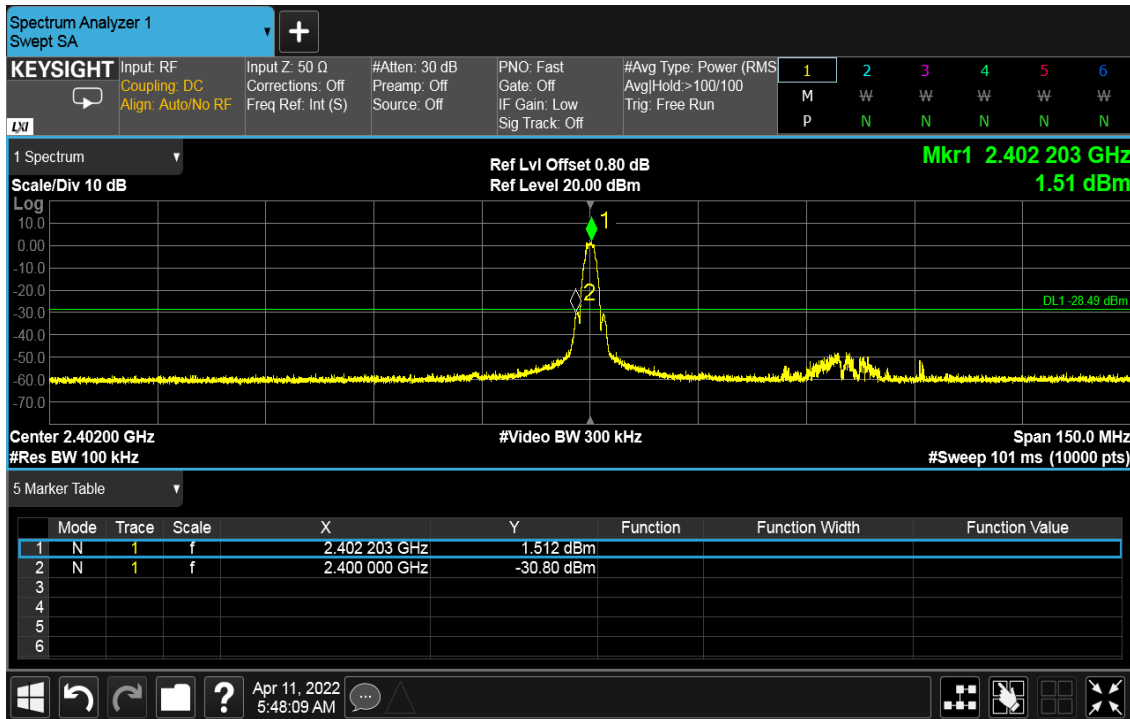 Spectrum Analyzer 1
Swept SA
KEYSIGHT
LXI
Input: RF
Coupling: DC
Align: Auto/No RF
Input Z: 50 Ω
Corrections: Off
Freq Ref: Int (S)
#Atten: 30 dB
Preamp: Off
Source: Off
PNO: Fast
Gate: Off
IF Gain: Low
Sig Track: Off
#Avg Type: Power (RMS
Avg|Hold:>100/100
Trig: Free Run
1 2 3 4 5 6
M W W W W W
P N N N N N
1 Spectrum
Scale/Div 10 dB
Ref Lvl Offset 0.80 dB
Ref Level 20.00 dBm
Mkr1 2.402 203 GHz
1.51 dBm
Log
10.0
0.00
-10.0
-20.0
-30.0
-40.0
-50.0
-60.0
-70.0
1
2
DL1 -28.49 dBm
Center 2.40200 GHz
#Video BW 300 kHz
Span 150.0 MHz
#Res BW 100 kHz
#Sweep 101 ms (10000 pts)
5 Marker Table
Mode Trace Scale X Y Function Function Width Function Value
1 N 1 f 2.402 203 GHz 1.512 dBm
2 N 1 f 2.400 000 GHz -30.80 dBm
3
4
5
6
?
Apr 11, 2022
5:48:09 AM